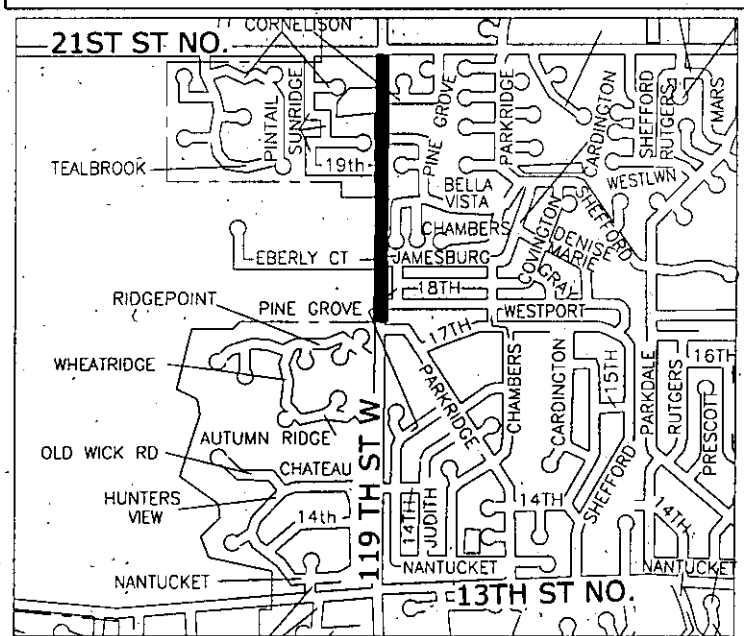 CORNELISON
21ST ST NO.
PINTAIL
SUNRIDGE
PINE GROVE
PARKRIDGE
CARDINGTON
SHEFFORD
RUTGERS
MARS
TEALBROOK
19th
BELLA
VISTA
WESTLWN
CHAMBERS
SHEFFORD
COVINGTON
DENISE
MARIE
EBERLY CT
JAMESBURG
GRAY
18TH
RIDGEPOINT
PINE GROVE
WESTPORT
17TH
16TH
WHEATRIDGE
PARKRIDGE
CHAMBERS
CARDINGTON
15TH
PARKDALE
RUTGERS
PRESCOTT
AUTUMN RIDGE
OLD WICK RD
CHATEAU
119 TH ST W
HUNTERS
VIEW
14th
14TH
JUDITH
14TH
SHEFFORD
14TH
NANTUCKET
NANTUCKET
NANTUCKET
13TH ST NO.